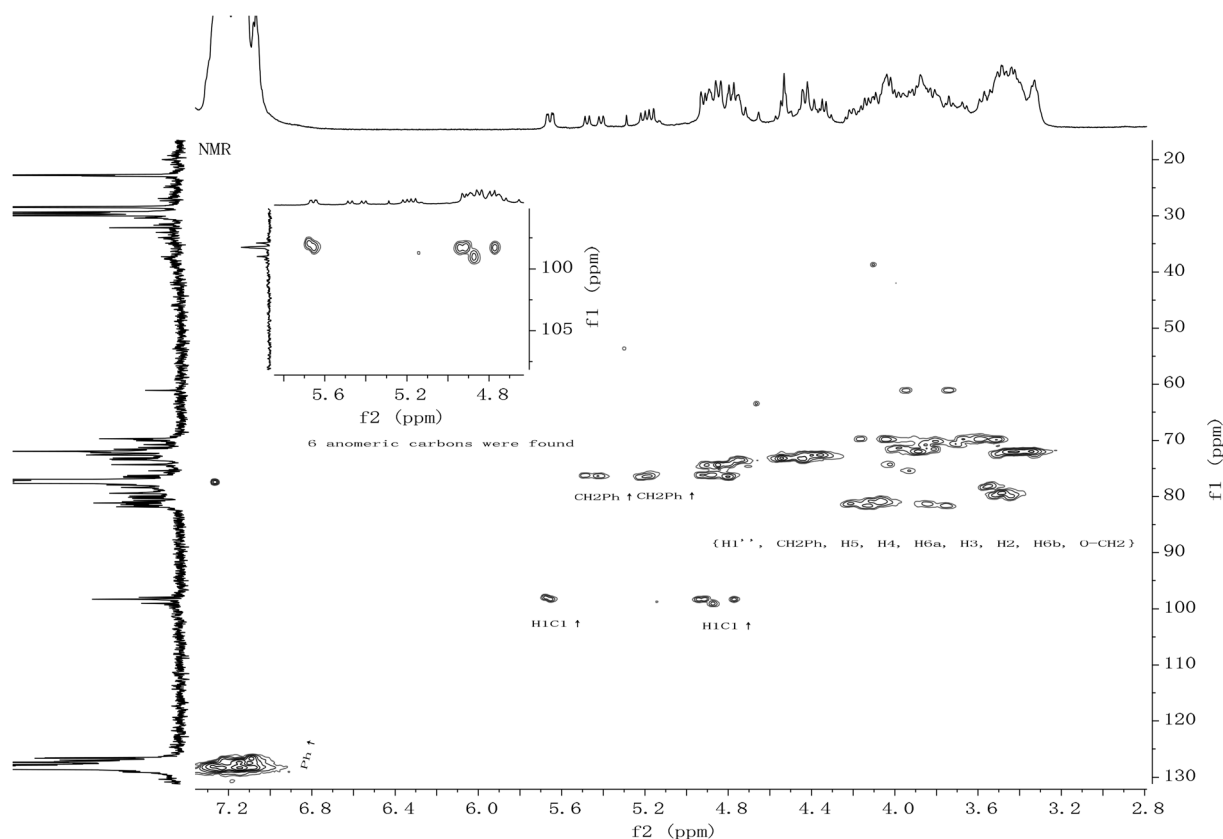 NMR
20
30
40
50
60
70
80
90
100
110
120
130
f1 (ppm)
100
105
f1 (ppm)
5.6 5.2 4.8
f2 (ppm)
6 anomeric carbons were found
CH2Ph ↑ CH2Ph ↑
{H1'', CH2Ph, H5, H4, H6a, H3, H2, H6b, O-CH2}
H1C1 ↑ H1C1 ↑
Ph ↑
7.2 6.8 6.4 6.0 5.6 5.2 4.8 4.4 4.0 3.6 3.2 2.8
f2 (ppm)